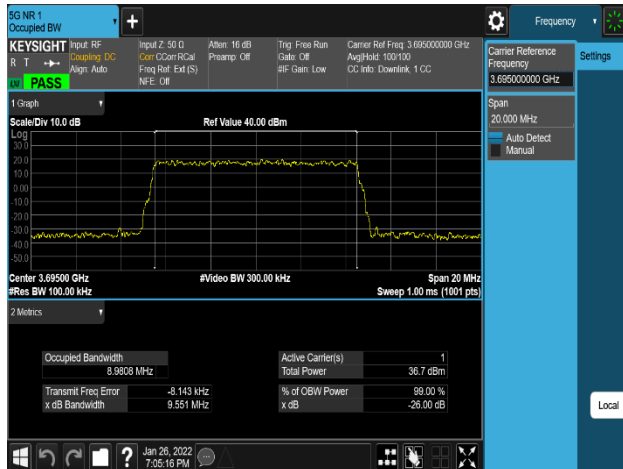 5G NR 1
Occupied BW
Frequency
KEYSIGHT
Input: RF
Coupling: DC
Align: Auto
R T
PASS
Input Z: 50 Ω
Corr CCorr RCal
Freq Ref: Ext (S)
NFE: Off
Atten: 16 dB
Preamp: Off
Trig: Free Run
Gate: Off
#IF Gain: Low
Carrier Ref Freq: 3.695000000 GHz
Avg|Hold: 100/100
CC Info: Downlink, 1 CC
Carrier Reference
Frequency
3.695000000 GHz
Settings
Span
20.000 MHz
Auto Detect
Manual
1 Graph
Scale/Div 10.0 dB
Ref Value 40.00 dBm
Log
30.0
20.0
10.0
0.00
-10.0
-20.0
-30.0
-40.0
-50.0
Center 3.69500 GHz
#Video BW 300.00 kHz
Span 20 MHz
#Res BW 100.00 kHz
Sweep 1.00 ms (1001 pts)
2 Metrics
Occupied Bandwidth
8.9808 MHz
Active Carrier(s) 1
Total Power 36.7 dBm
Transmit Freq Error -8.143 kHz
x dB Bandwidth 9.551 MHz
% of OBW Power 99.00 %
x dB -26.00 dB
Local
?
Jan 26, 2022
7:05:16 PM